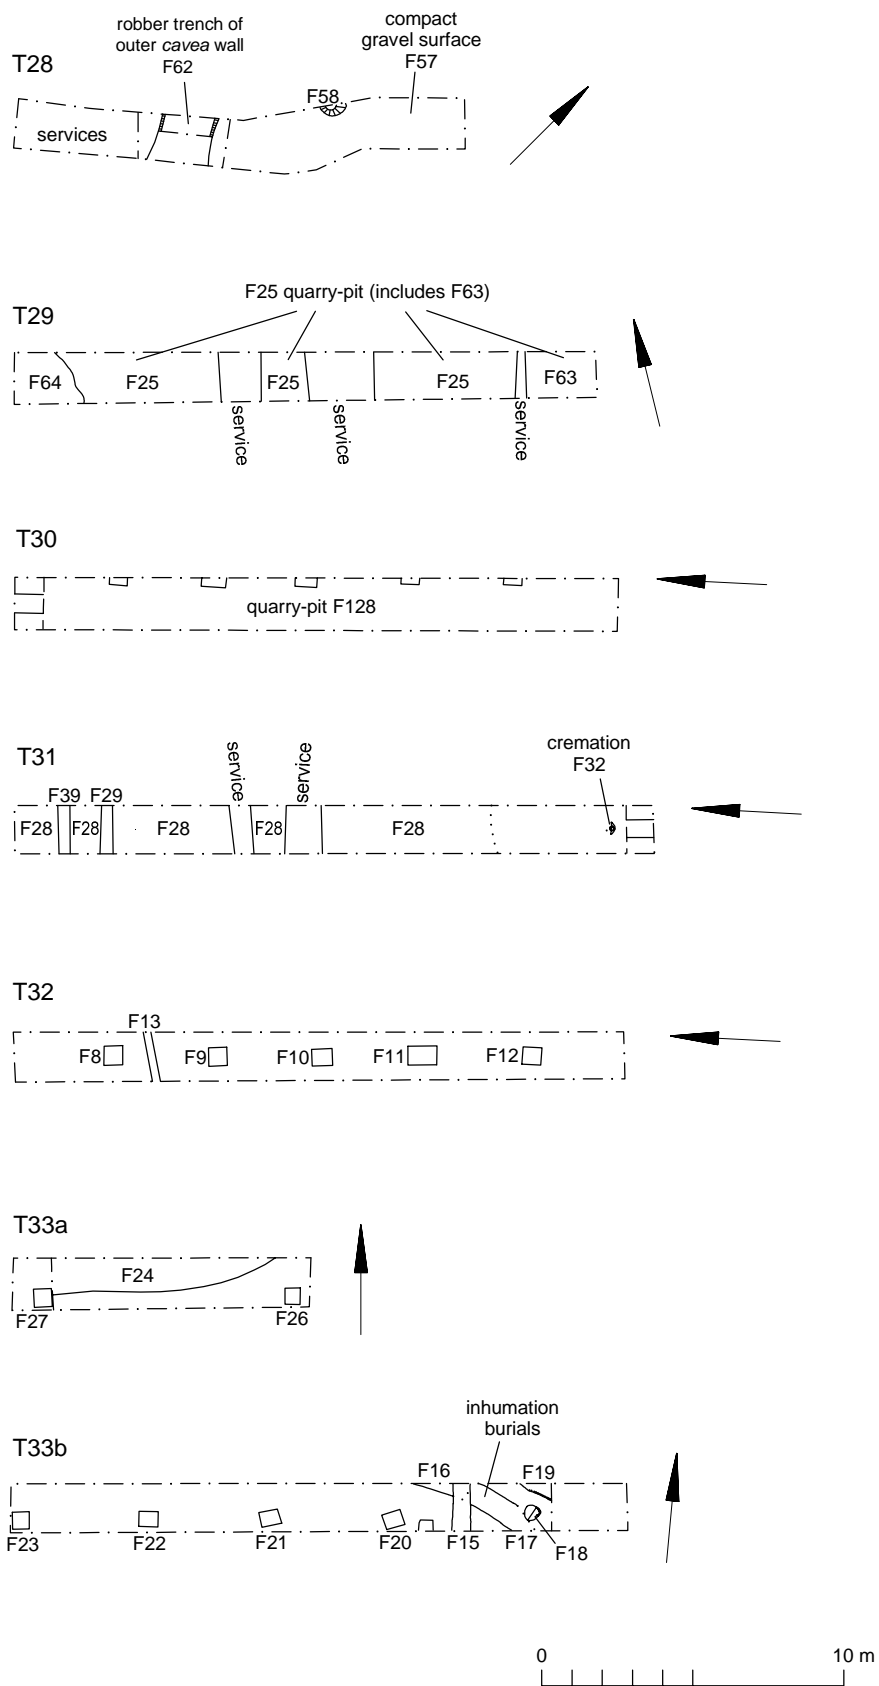 robber trench of
outer cavea wall
F62
compact
gravel surface
F57
T28
F58
services
F25 quarry-pit (includes F63)
T29
F64
F25
F25
F25
F63
service
service
service
T30
quarry-pit F128
T31
service
service
cremation
F32
F39 F29
F28
F28
F28
F28
F28
T32
F13
F8
F9
F10
F11
F12
T33a
F24
F27
F26
inhumation
burials
T33b
F16
F19
F23
F22
F21
F20
F15
F17
F18
0
10 m